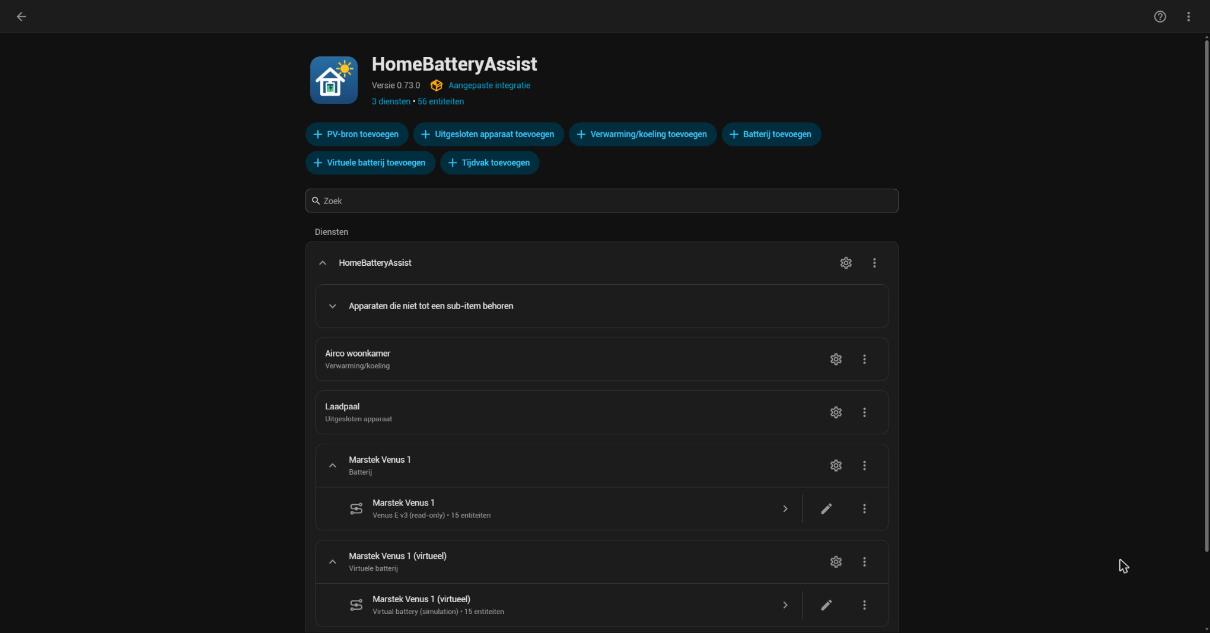 HomeBatteryAssist
Versie 0.73.0 Aangepaste integratie
3 diensten • 56 entiteiten
PV-bron toevoegen Uitgesloten apparaat toevoegen Verwarming/koeling toevoegen Batterij toevoegen
Virtuele batterij toevoegen Tijdvak toevoegen
Zoek
Diensten
HomeBatteryAssist
Apparaten die niet tot een sub-item behoren
Airco woonkamer
Verwarming/koeling
Laadpaal
Uitgesloten apparaat
Marstek Venus 1
Batterij
Marstek Venus 1
Venus E v3 (read-only) • 15 entiteiten
Marstek Venus 1 (virtueel)
Virtuele batterij
Marstek Venus 1 (virtueel)
Virtual battery (simulation) • 15 entiteiten